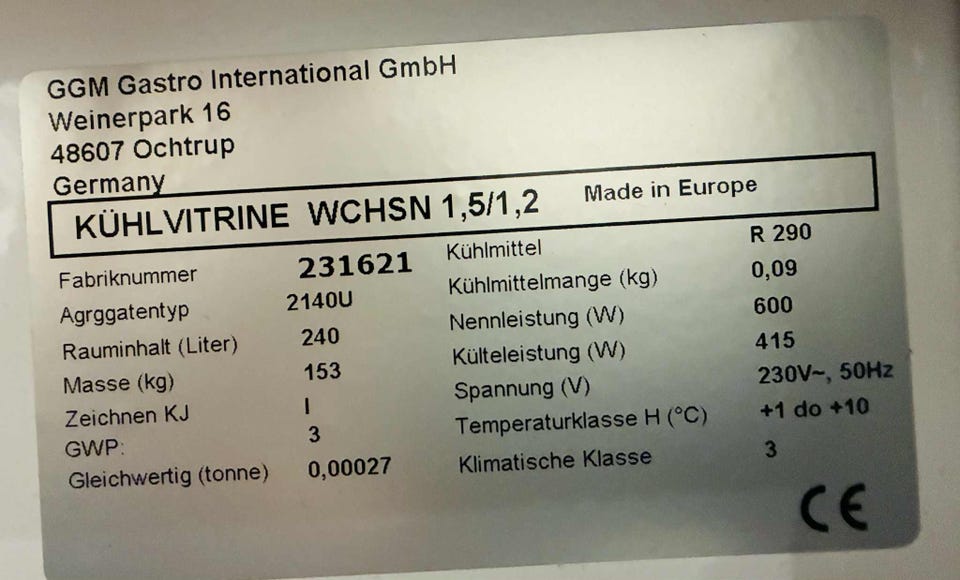 GGM Gastro International GmbH
Weinerpark 16
48607 Ochtrup
Germany
KÜHLVITRINE WCHSN 1,5/1,2 Made in Europe
Fabriknummer 231621
Agrggatentyp 2140U
Rauminhalt (Liter) 240
Masse (kg) 153
Zeichnen KJ I
GWP: 3
Gleichwertig (tonne) 0,00027
Kühlmittel R 290
Kühlmittelmange (kg) 0,09
Nennleistung (W) 600
Külteleistung (W) 415
Spannung (V) 230V~, 50Hz
Temperaturklasse H (°C) +1 do +10
Klimatische Klasse 3
CE